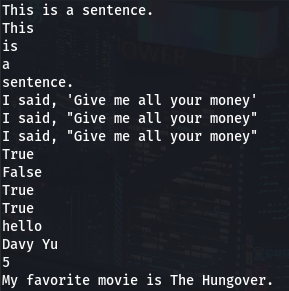 This is a sentence.
This
is
a
sentence.
I said, 'Give me all your money'
I said, "Give me all your money"
I said, "Give me all your money"
True
False
True
True
hello
Davy Yu
5
My favorite movie is The Hungover.